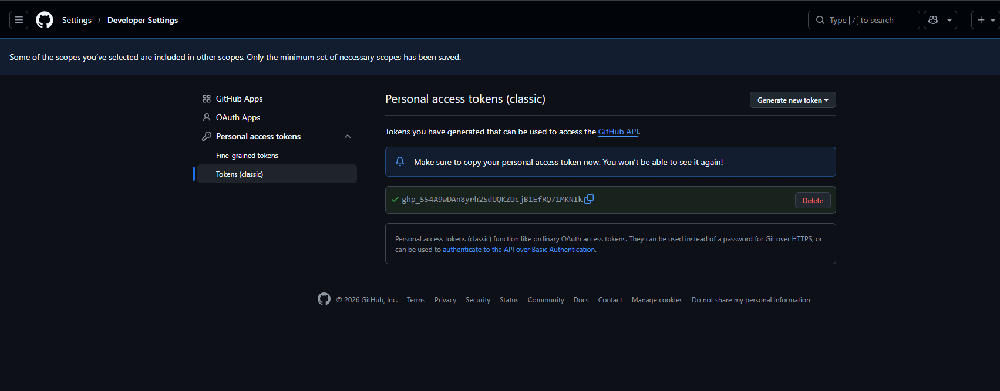 Settings / Developer Settings
Type / to search
Some of the scopes you've selected are included in other scopes. Only the minimum set of necessary scopes has been saved.
GitHub Apps
OAuth Apps
Personal access tokens
Fine-grained tokens
Tokens (classic)
Personal access tokens (classic)
Generate new token
Tokens you have generated that can be used to access the GitHub API.
Make sure to copy your personal access token now. You won't be able to see it again!
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
Delete
Personal access tokens (classic) function like ordinary OAuth access tokens. They can be used instead of a password for Git over HTTPS, or
can be used to authenticate to the API over Basic Authentication.
© 2026 GitHub, Inc. Terms Privacy Security Status Community Docs Contact Manage cookies Do not share my personal information